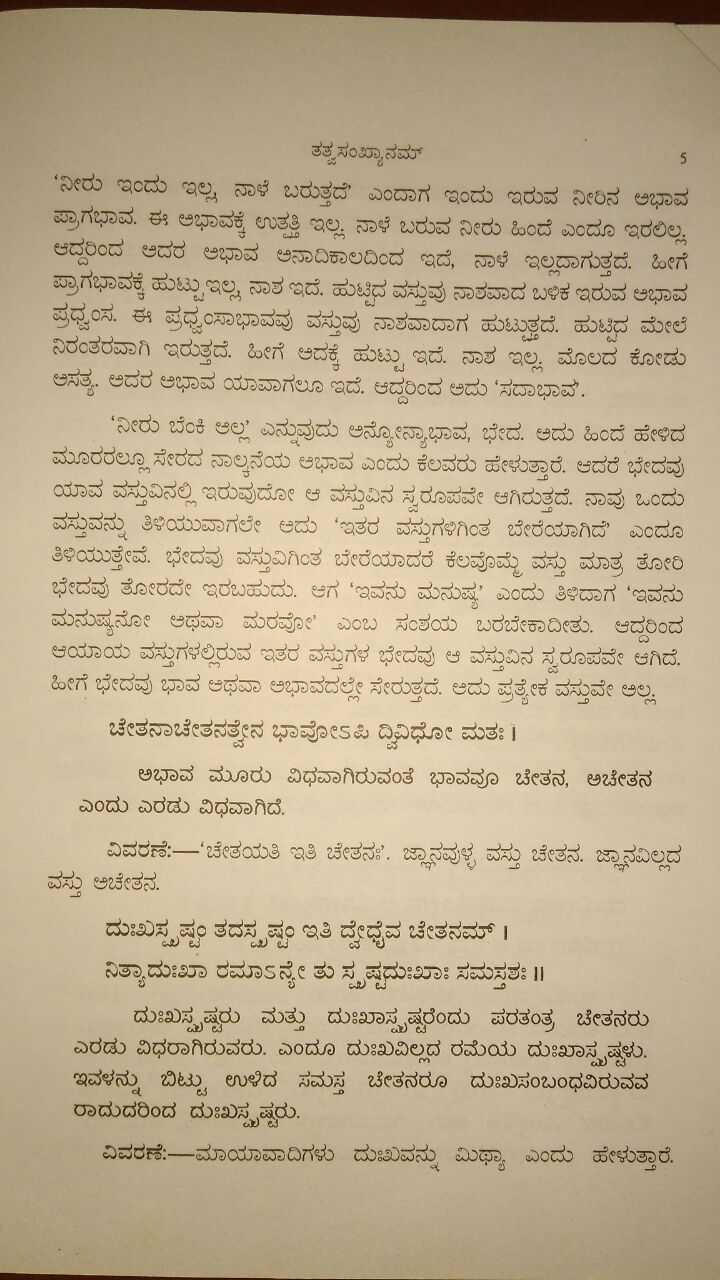 ತತ್ವಸಂಖ್ಯಾನಮ್ 5
‘ನೀರು ಇಂದು ಇಲ್ಲ, ನಾಳೆ ಬರುತ್ತದೆ’ ಎಂದಾಗ ಇಂದು ಇರುವ ನೀರಿನ ಅಭಾವ
ಪ್ರಾಗಭಾವ. ಈ ಅಭಾವಕ್ಕೆ ಉತ್ಪತ್ತಿ ಇಲ್ಲ. ನಾಳೆ ಬರುವ ನೀರು ಹಿಂದೆ ಎಂದೂ ಇರಲಿಲ್ಲ.
ಆದ್ದರಿಂದ ಅದರ ಅಭಾವ ಅನಾದಿಕಾಲದಿಂದ ಇದೆ, ನಾಳೆ ಇಲ್ಲದಾಗುತ್ತದೆ. ಹೀಗೆ
ಪ್ರಾಗಭಾವಕ್ಕೆ ಹುಟ್ಟು ಇಲ್ಲ, ನಾಶ ಇದೆ. ಹುಟ್ಟಿದ ವಸ್ತುವು ನಾಶವಾದ ಬಳಿಕ ಇರುವ ಅಭಾವ
ಪ್ರಧ್ವಂಸ. ಈ ಪ್ರಧ್ವಂಸಾಭಾವವು ವಸ್ತುವು ನಾಶವಾದಾಗ ಹುಟ್ಟುತ್ತದೆ. ಹುಟ್ಟಿದ ಮೇಲೆ
ನಿರಂತರವಾಗಿ ಇರುತ್ತದೆ. ಹೀಗೆ ಅದಕ್ಕೆ ಹುಟ್ಟು ಇದೆ. ನಾಶ ಇಲ್ಲ. ಮೊಲದ ಕೋಡು
ಅಸತ್ಯ. ಅದರ ಅಭಾವ ಯಾವಾಗಲೂ ಇದೆ. ಆದ್ದರಿಂದ ಅದು ‘ಸದಾಭಾವ’.
‘ನೀರು ಬೆಂಕಿ ಅಲ್ಲ’ ಎನ್ನುವುದು ಅನ್ಯೋನ್ಯಾಭಾವ, ಭೇದ. ಅದು ಹಿಂದೆ ಹೇಳಿದ
ಮೂರರಲ್ಲೂ ಸೇರದ ನಾಲ್ಕನೆಯ ಅಭಾವ ಎಂದು ಕೆಲವರು ಹೇಳುತ್ತಾರೆ. ಆದರೆ ಭೇದವು
ಯಾವ ವಸ್ತುವಿನಲ್ಲಿ ಇರುವುದೋ ಆ ವಸ್ತುವಿನ ಸ್ವರೂಪವೇ ಆಗಿರುತ್ತದೆ. ನಾವು ಒಂದು
ವಸ್ತುವನ್ನು ತಿಳಿಯುವಾಗಲೇ ಅದು ‘ಇತರ ವಸ್ತುಗಳಿಗಿಂತ ಬೇರೆಯಾಗಿದೆ’ ಎಂದೂ
ತಿಳಿಯುತ್ತೇವೆ. ಭೇದವು ವಸ್ತುವಿಗಿಂತ ಬೇರೆಯಾದರೆ ಕೆಲವೊಮ್ಮೆ ವಸ್ತು ಮಾತ್ರ ತೋರಿ
ಭೇದವು ತೋರದೇ ಇರಬಹುದು. ಆಗ ‘ಇವನು ಮನುಷ್ಯ’ ಎಂದು ತಿಳಿದಾಗ ‘ಇವನು
ಮನುಷ್ಯನೋ ಅಥವಾ ಮರವೋ’ ಎಂಬ ಸಂಶಯ ಬರಬೇಕಾದೀತು. ಆದ್ದರಿಂದ
ಆಯಾಯ ವಸ್ತುಗಳಲ್ಲಿರುವ ಇತರ ವಸ್ತುಗಳ ಭೇದವು ಆ ವಸ್ತುವಿನ ಸ್ವರೂಪವೇ ಆಗಿದೆ.
ಹೀಗೆ ಭೇದವು ಭಾವ ಅಥವಾ ಅಭಾವದಲ್ಲೇ ಸೇರುತ್ತದೆ. ಅದು ಪ್ರತ್ಯೇಕ ವಸ್ತುವೇ ಅಲ್ಲ.
ಚೇತನಾಚೇತನತ್ವೇನ ಭಾವೋಽಪಿ ದ್ವಿವಿಧೋ ಮತಃ ।
ಅಭಾವ ಮೂರು ವಿಧವಾಗಿರುವಂತೆ ಭಾವವೂ ಚೇತನ, ಅಚೇತನ
ಎಂದು ಎರಡು ವಿಧವಾಗಿದೆ.
ವಿವರಣೆ:—‘ಚೇತಯತಿ ಇತಿ ಚೇತನಃ’. ಜ್ಞಾನವುಳ್ಳ ವಸ್ತು ಚೇತನ. ಜ್ಞಾನವಿಲ್ಲದ
ವಸ್ತು ಅಚೇತನ.
ದುಃಖಸ್ಪೃಷ್ಟಂ ತದಸ್ಪೃಷ್ಟಂ ಇತಿ ದ್ವೇಧೈವ ಚೇತನಮ್ ।
ನಿತ್ಯಾದುಃಖಾ ರಮಾಽನ್ಯೇ ತು ಸ್ಪೃಷ್ಟದುಃಖಾಃ ಸಮಸ್ತಶಃ ॥
ದುಃಖಸ್ಪೃಷ್ಟರು ಮತ್ತು ದುಃಖಾಸ್ಪೃಷ್ಟರೆಂದು ಪರತಂತ್ರ ಚೇತನರು
ಎರಡು ವಿಧರಾಗಿರುವರು. ಎಂದೂ ದುಃಖವಿಲ್ಲದ ರಮೆಯ ದುಃಖಾಸ್ಪೃಷ್ಟಳು.
ಇವಳನ್ನು ಬಿಟ್ಟು ಉಳಿದ ಸಮಸ್ತ ಚೇತನರೂ ದುಃಖಸಂಬಂಧವಿರುವವ
ರಾದುದರಿಂದ ದುಃಖಸ್ಪೃಷ್ಟರು.
ವಿವರಣೆ:—ಮಾಯಾವಾದಿಗಳು ದುಃಖವನ್ನು ಮಿಥ್ಯಾ ಎಂದು ಹೇಳುತ್ತಾರೆ.